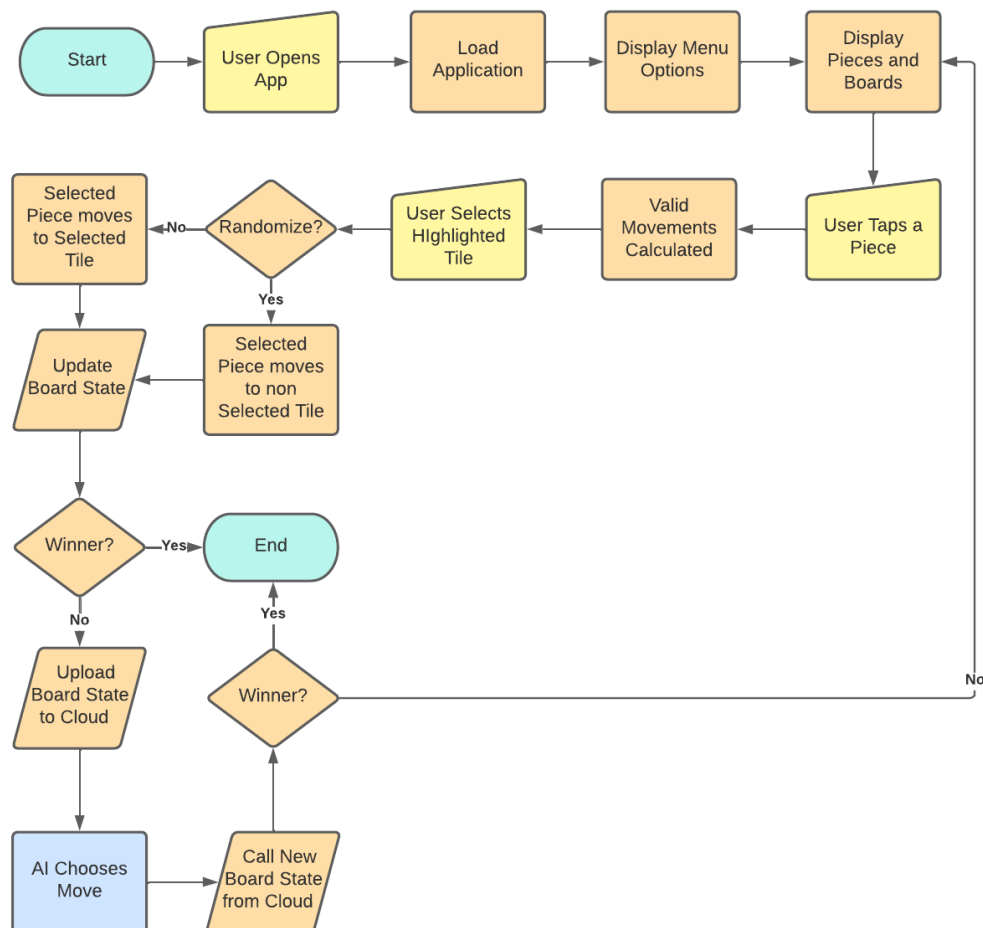 Start
User Opens
App
Load
Application
Display Menu
Options
Display
Pieces and
Boards
Selected
Piece moves
to Selected
Tile
No
Randomize?
User Selects
HIghlighted
Tile
Valid
Movements
Calculated
User Taps a
Piece
Yes
Selected
Piece moves
to non
Selected Tile
Update
Board State
Winner?
Yes
End
No
Yes
Upload
Board State
to Cloud
Winner?
No
AI Chooses
Move
Call New
Board State
from Cloud